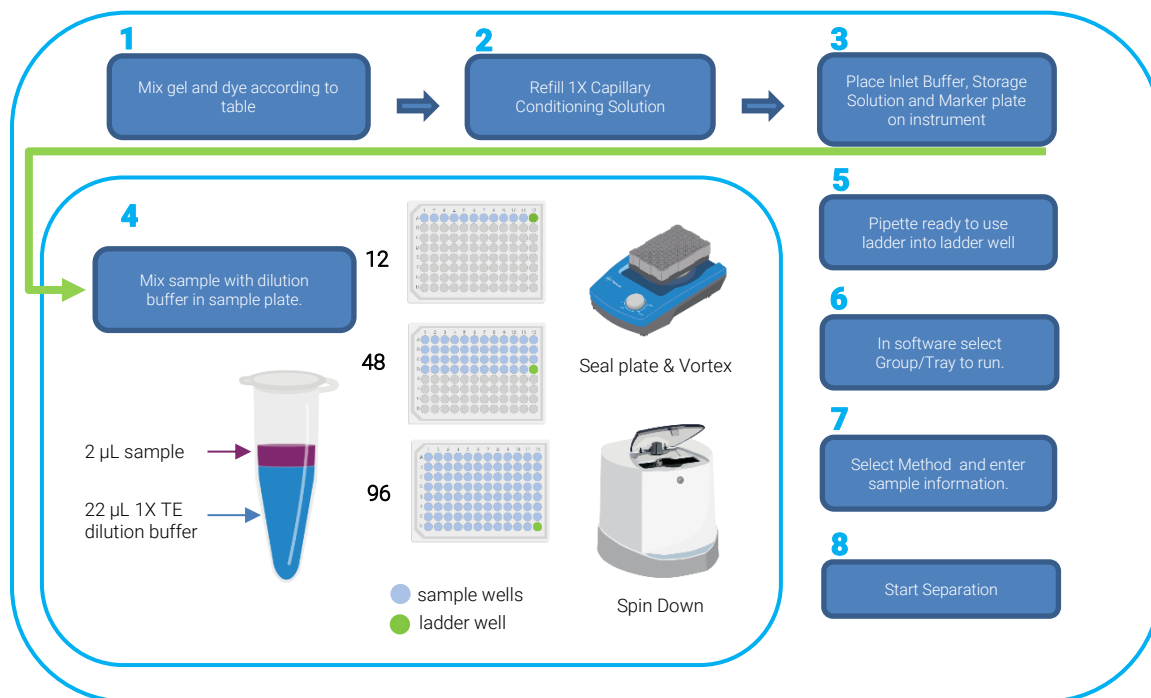 1
Mix gel and dye according to
table
2
Refill 1X Capillary
Conditioning Solution
3
Place Inlet Buffer, Storage
Solution and Marker plate
on instrument
4
Mix sample with dilution
buffer in sample plate.
2 µL sample
22 µL 1X TE
dilution buffer
12
48
96
sample wells
ladder well
Seal plate & Vortex
Spin Down
5
Pipette ready to use
ladder into ladder well
6
In software select
Group/Tray to run.
7
Select Method and enter
sample information.
8
Start Separation